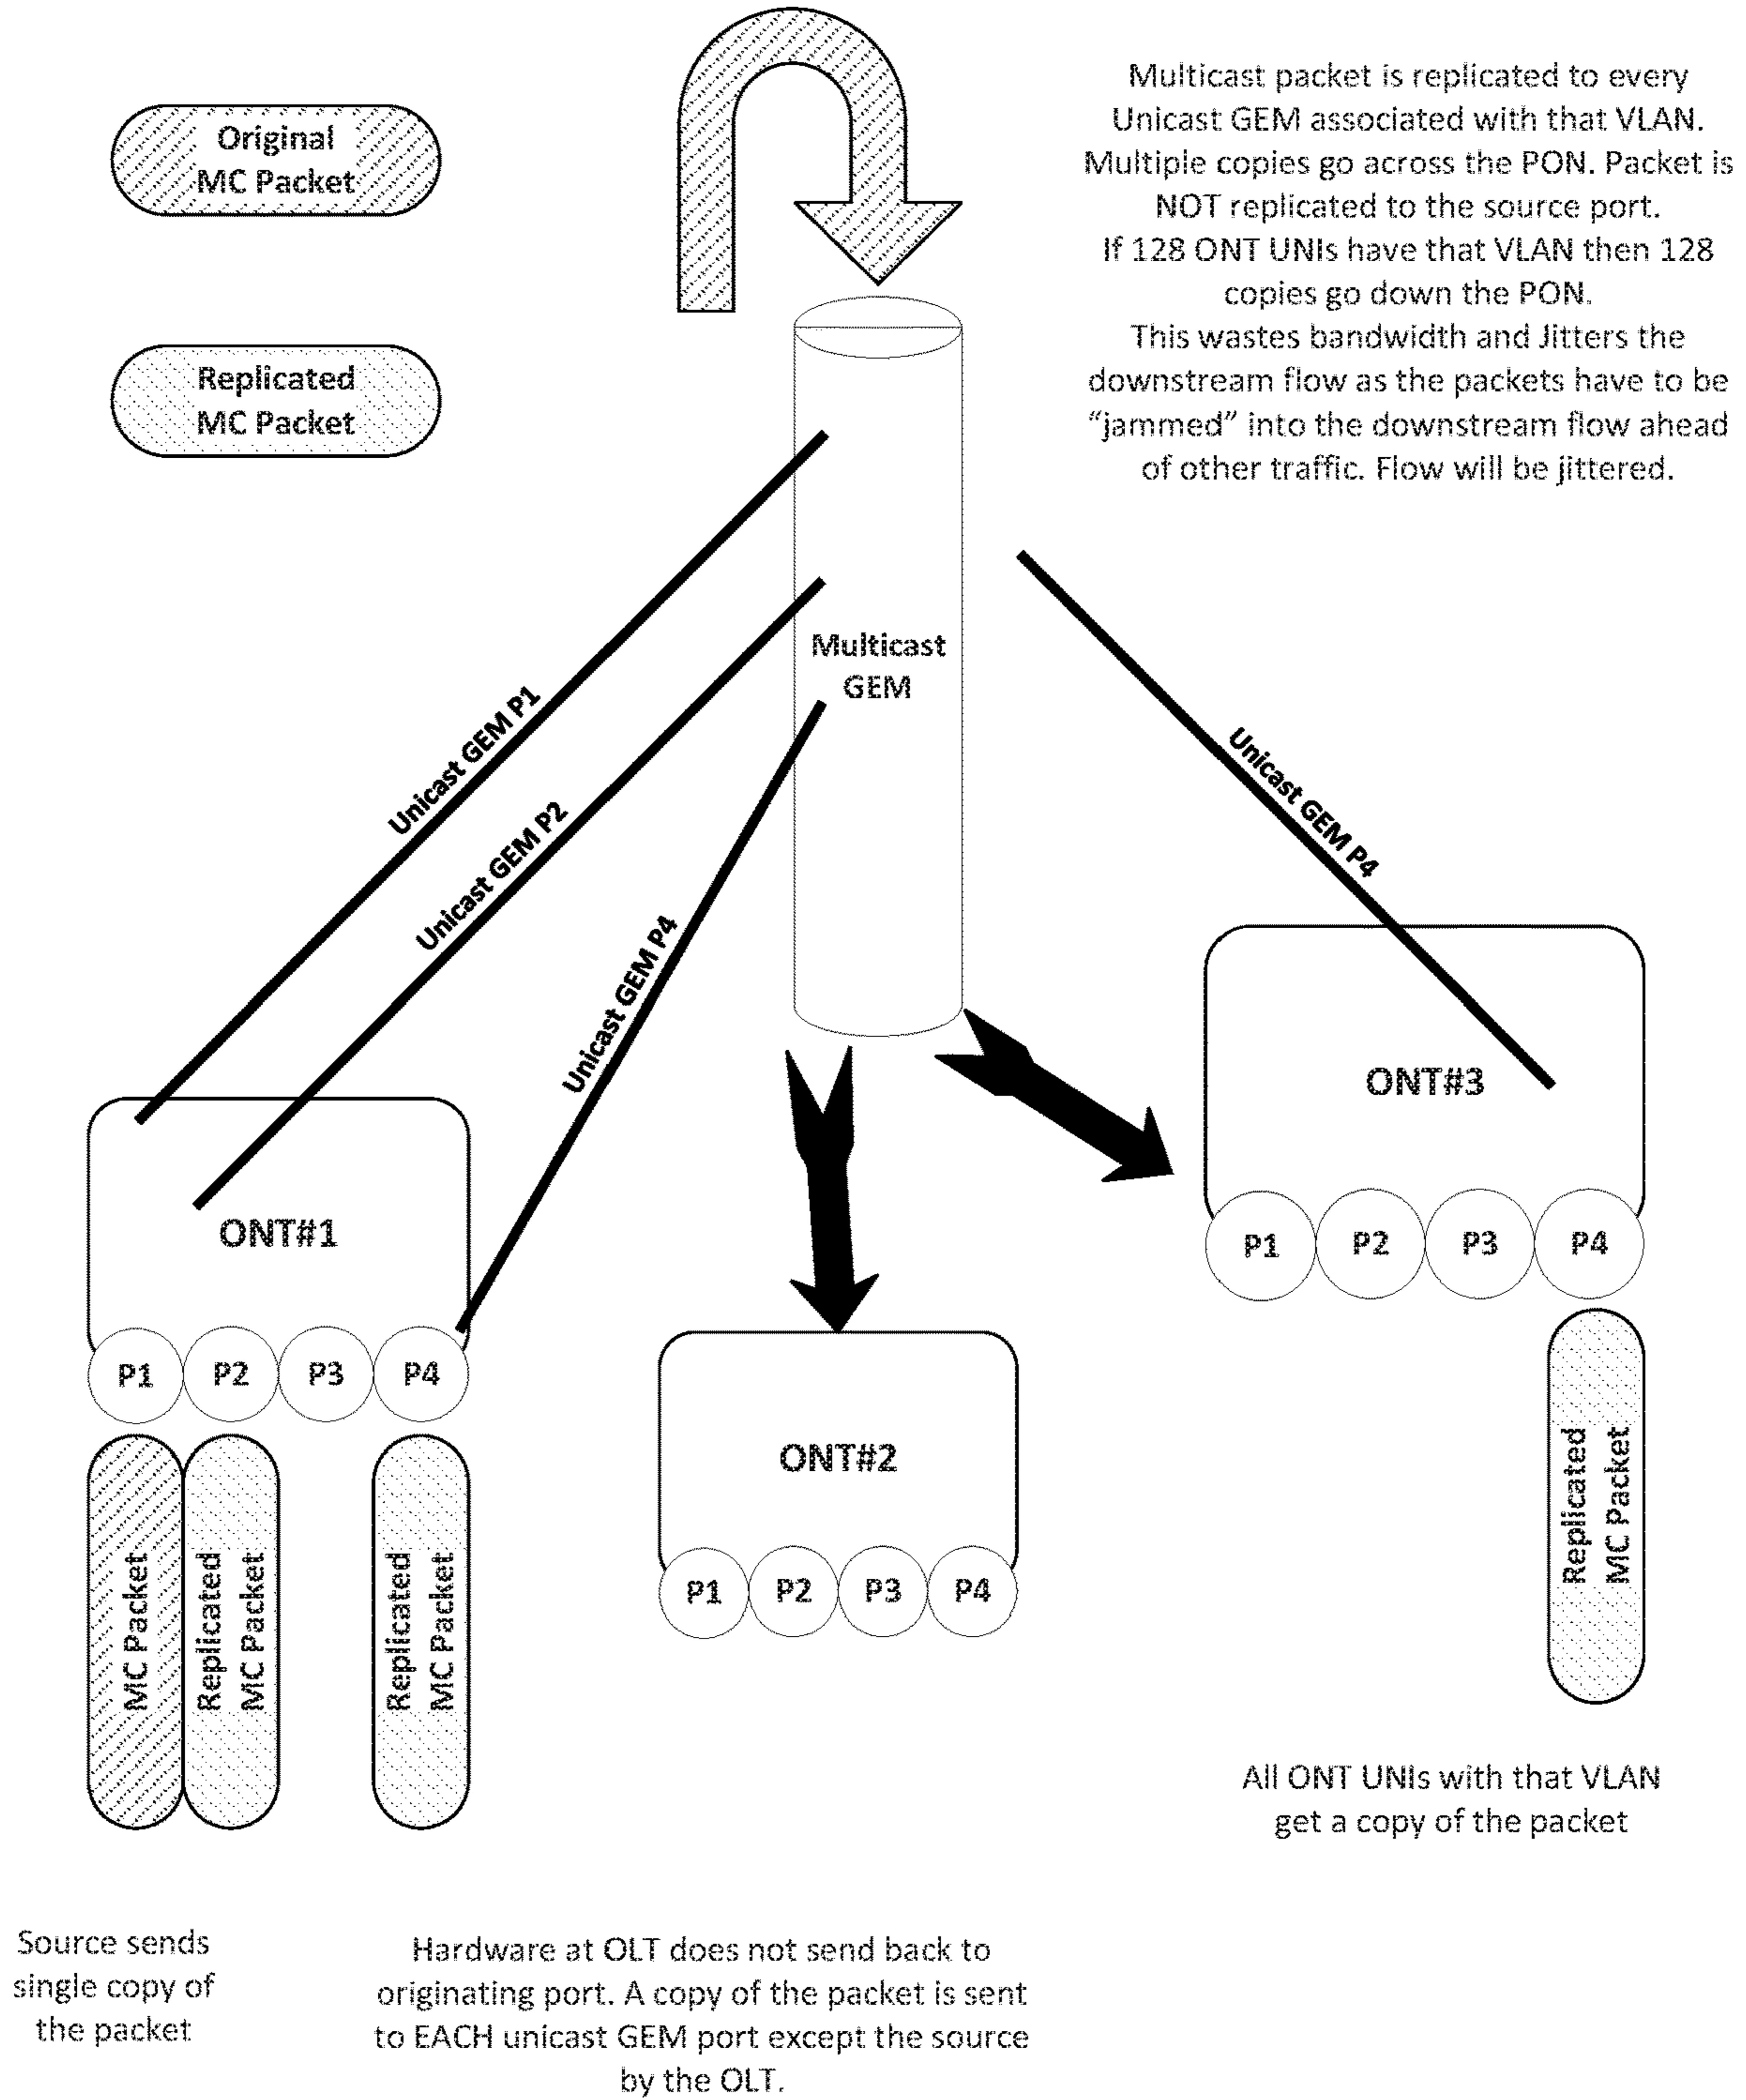 Original
MC Packet
Replicated
MC Packet
Multicast packet is replicated to every
Unicast GEM associated with that VLAN.
Multiple copies go across the PON. Packet is
NOT replicated to the source port.
If 128 ONT UNIs have that VLAN then 128
copies go down the PON.
This wastes bandwidth and Jitters the
downstream flow as the packets have to be
“jammed” into the downstream flow ahead
of other traffic. Flow will be jittered.
Multicast
GEM
Unicast GEM P1
Unicast GEM P2
Unicast GEM P4
Unicast GEM P4
ONT#3
P1
P2
P3
P4
ONT#1
P1
P2
P3
P4
ONT#2
P1
P2
P3
P4
MC Packet
Replicated
MC Packet
Replicated
MC Packet
Replicated
MC Packet
All ONT UNIs with that VLAN
get a copy of the packet
Source sends
single copy of
the packet
Hardware at OLT does not send back to
originating port. A copy of the packet is sent
to EACH unicast GEM port except the source
by the OLT.